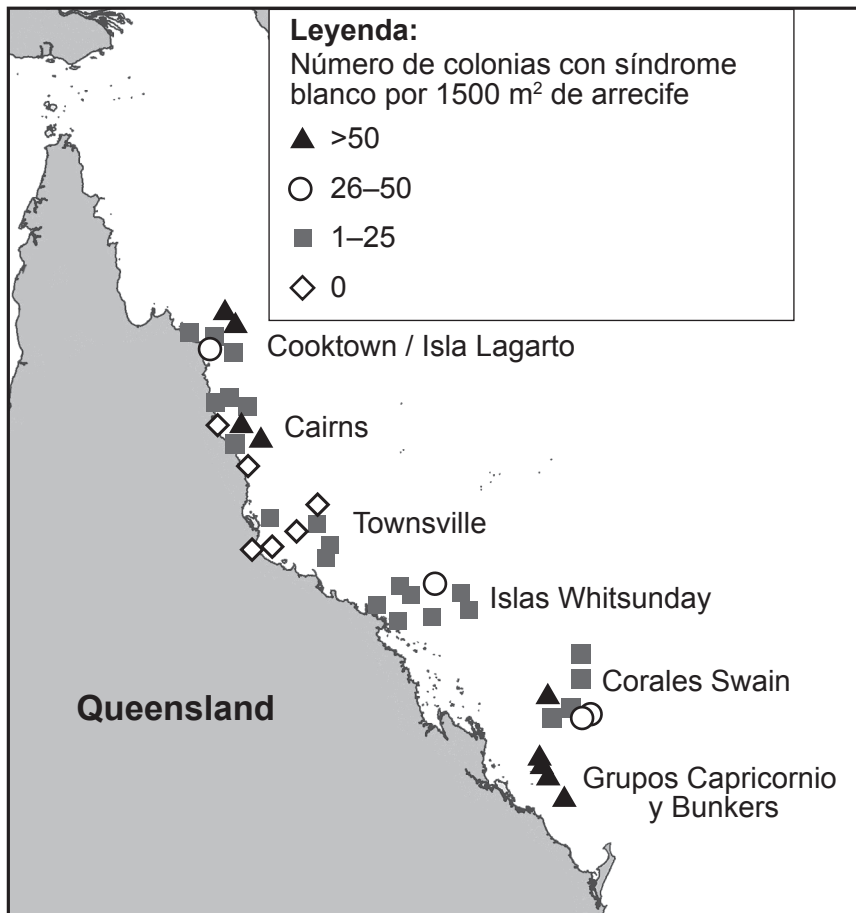 Leyenda:
Número de colonias con síndrome
blanco por 1500 m² de arrecife
>50
26–50
1–25
0
Cooktown / Isla Lagarto
Cairns
Townsville
Islas Whitsunday
Corales Swain
Queensland
Grupos Capricornio
y Bunkers